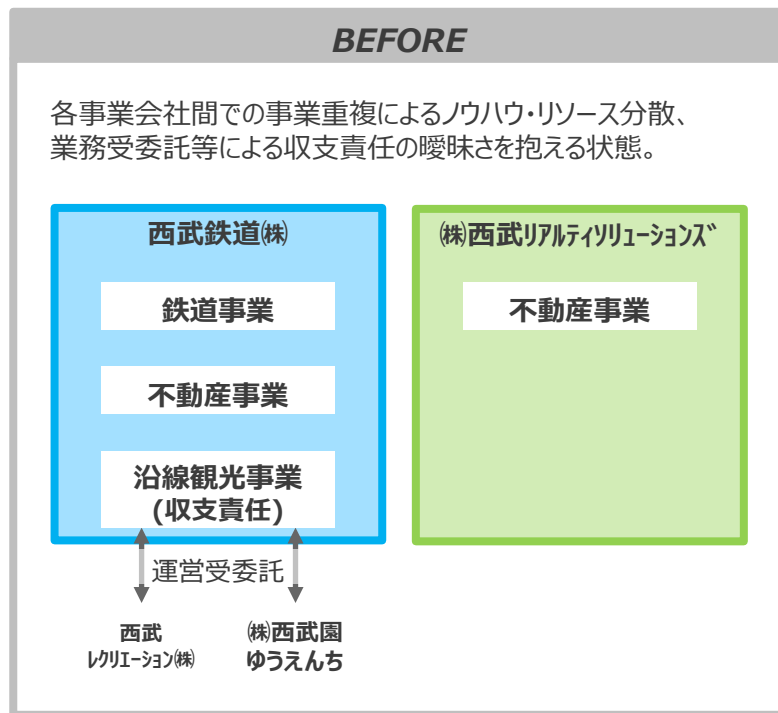 BEFORE
各事業会社間での事業重複によるノウハウ・リソース分散、
業務受委託等による収支責任の曖昧さを抱える状態。
西武鉄道㈱
鉄道事業
不動産事業
沿線観光事業
(収支責任)
㈱西武ﾘｱﾙﾃｨｿﾘｭｰｼｮﾝｽﾞ
不動産事業
運営受委託
西武
ﾚｸﾘｴｰｼｮﾝ㈱
㈱西武園
ゆうえんち